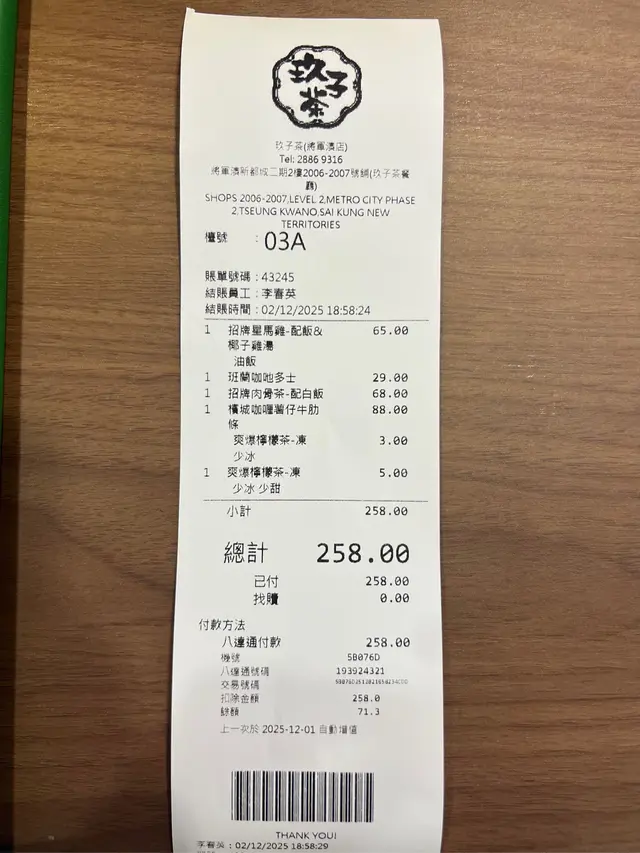 玖子茶
玖子茶(將軍澳店)
Tel: 2886 9316
將軍澳新都城二期2樓2006-2007號鋪(玖子茶餐
廳)
SHOPS 2006-2007,LEVEL 2,METRO CITY PHASE
2,TSEUNG KWANO,SAI KUNG NEW
TERRITORIES
檯號 : 03A
賬單號碼 : 43245
結賬員工 : 李春英
結賬時間 : 02/12/2025 18:58:24
1 招牌星馬雞-配飯& 65.00
椰子雞湯
油飯
1 班蘭咖吔多士 29.00
1 招牌肉骨茶-配白飯 68.00
1 檳城咖喱薯仔牛肋 88.00
條
爽爆檸檬茶-凍 3.00
少冰
1 爽爆檸檬茶-凍 5.00
少冰 少甜
小計 258.00
總計 258.00
已付 258.00
找贖 0.00
付款方法
八達通付款 258.00
機號 5B076D
八達通號碼 193924321
交易號碼
扣除金額 258.0
餘額 71.3
上一次於 2025-12-01 自動增值
THANK YOU!
李春英 : 02/12/2025 18:58:29